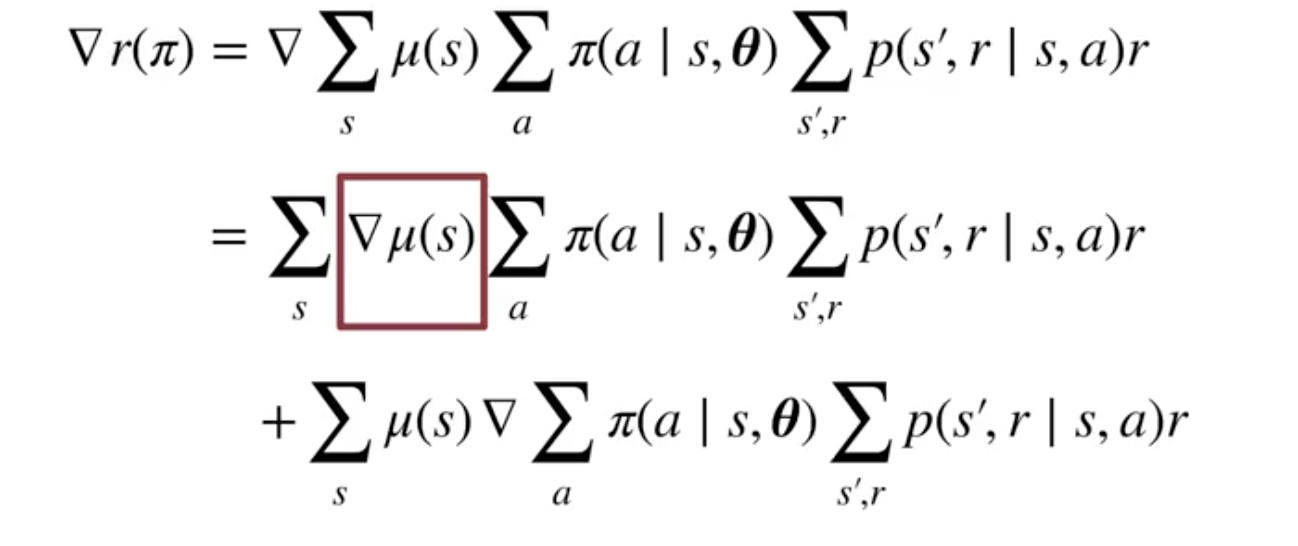 ∇r(π) = ∇ ∑_s μ(s) ∑_a π(a | s, θ) ∑_{s′,r} p(s′, r | s, a)r
= ∑_s ∇μ(s) ∑_a π(a | s, θ) ∑_{s′,r} p(s′, r | s, a)r
+ ∑_s μ(s) ∇ ∑_a π(a | s, θ) ∑_{s′,r} p(s′, r | s, a)r